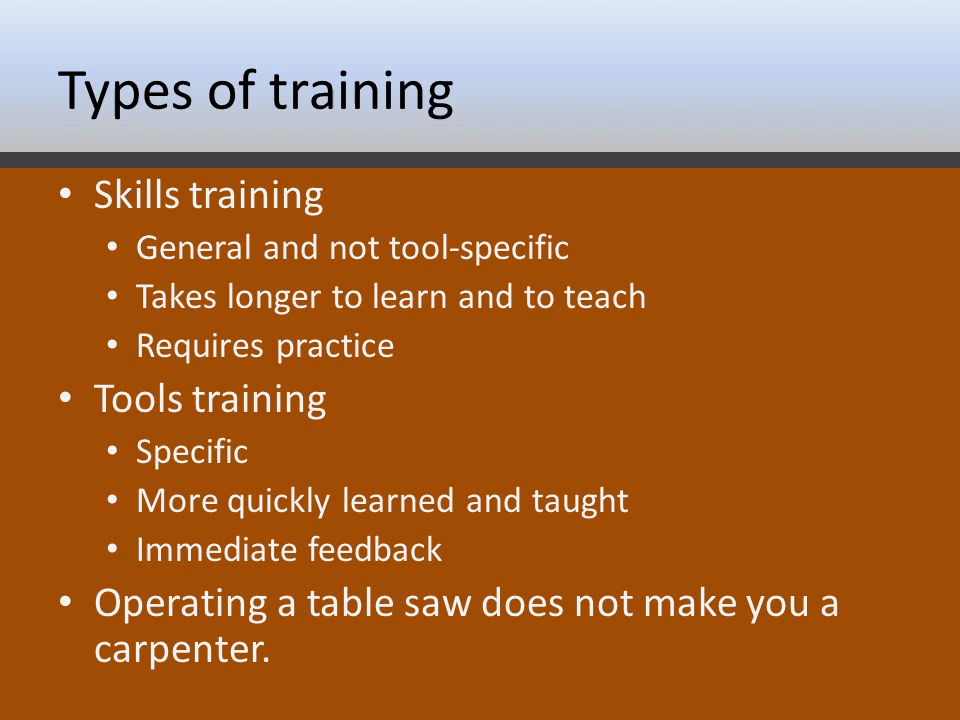 Types of training
• Skills training
• General and not tool-specific
• Takes longer to learn and to teach
• Requires practice
• Tools training
• Specific
• More quickly learned and taught
• Immediate feedback
• Operating a table saw does not make you a
carpenter.